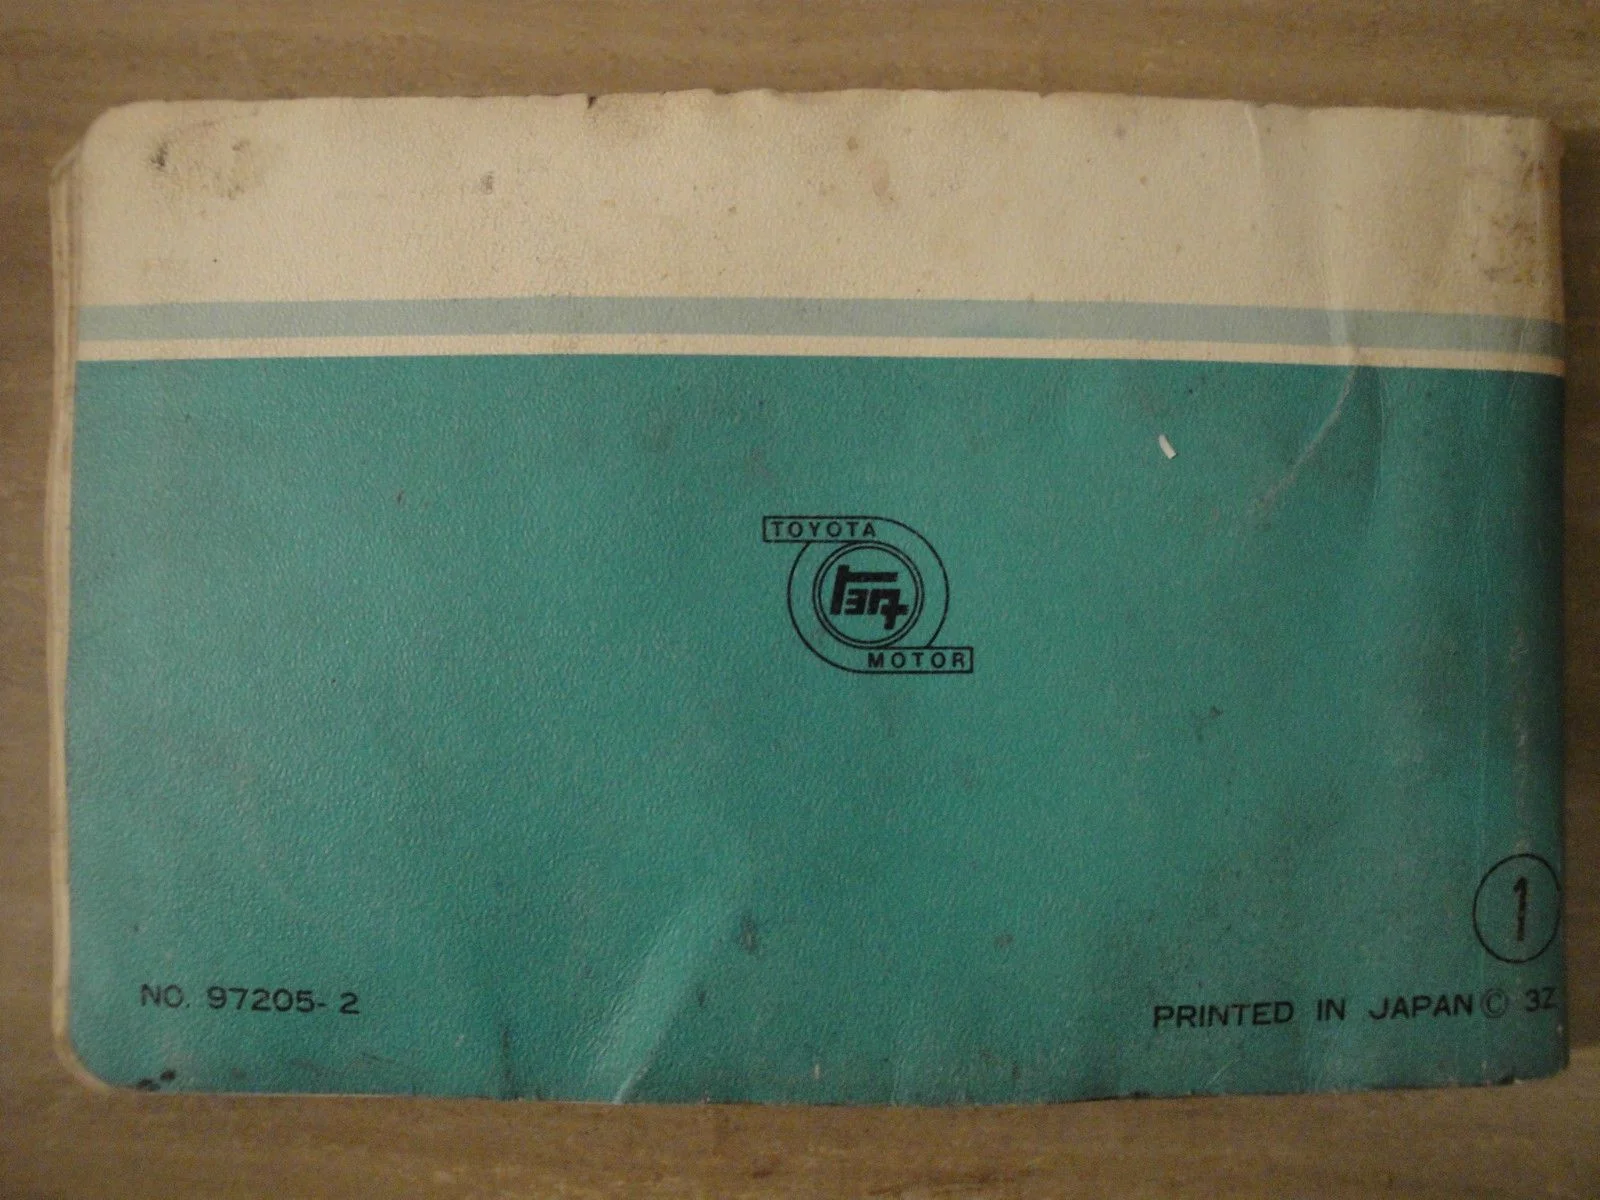 TOYOTA
トヨタ
MOTOR
1
NO. 97205-2
PRINTED IN JAPAN © 3Z